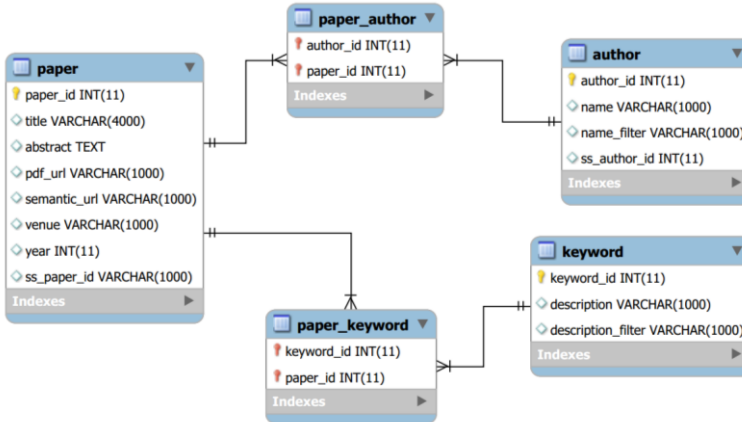 paper_author
author_id INT(11)
paper_id INT(11)
Indexes
paper
paper_id INT(11)
title VARCHAR(4000)
abstract TEXT
pdf_url VARCHAR(1000)
semantic_url VARCHAR(1000)
venue VARCHAR(1000)
year INT(11)
ss_paper_id VARCHAR(1000)
Indexes
author
author_id INT(11)
name VARCHAR(1000)
name_filter VARCHAR(1000)
ss_author_id INT(11)
Indexes
keyword
keyword_id INT(11)
description VARCHAR(1000)
description_filter VARCHAR(1000)
Indexes
paper_keyword
keyword_id INT(11)
paper_id INT(11)
Indexes